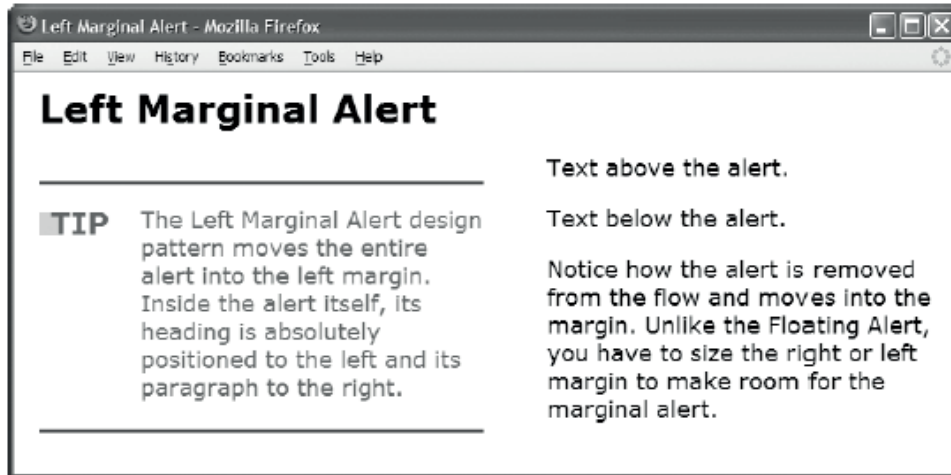 Left Marginal Alert - Mozilla Firefox
File Edit View History Bookmarks Tools Help
Left Marginal Alert
TIP
The Left Marginal Alert design
pattern moves the entire
alert into the left margin.
Inside the alert itself, its
heading is absolutely
positioned to the left and its
paragraph to the right.
Text above the alert.
Text below the alert.
Notice how the alert is removed
from the flow and moves into the
margin. Unlike the Floating Alert,
you have to size the right or left
margin to make room for the
marginal alert.